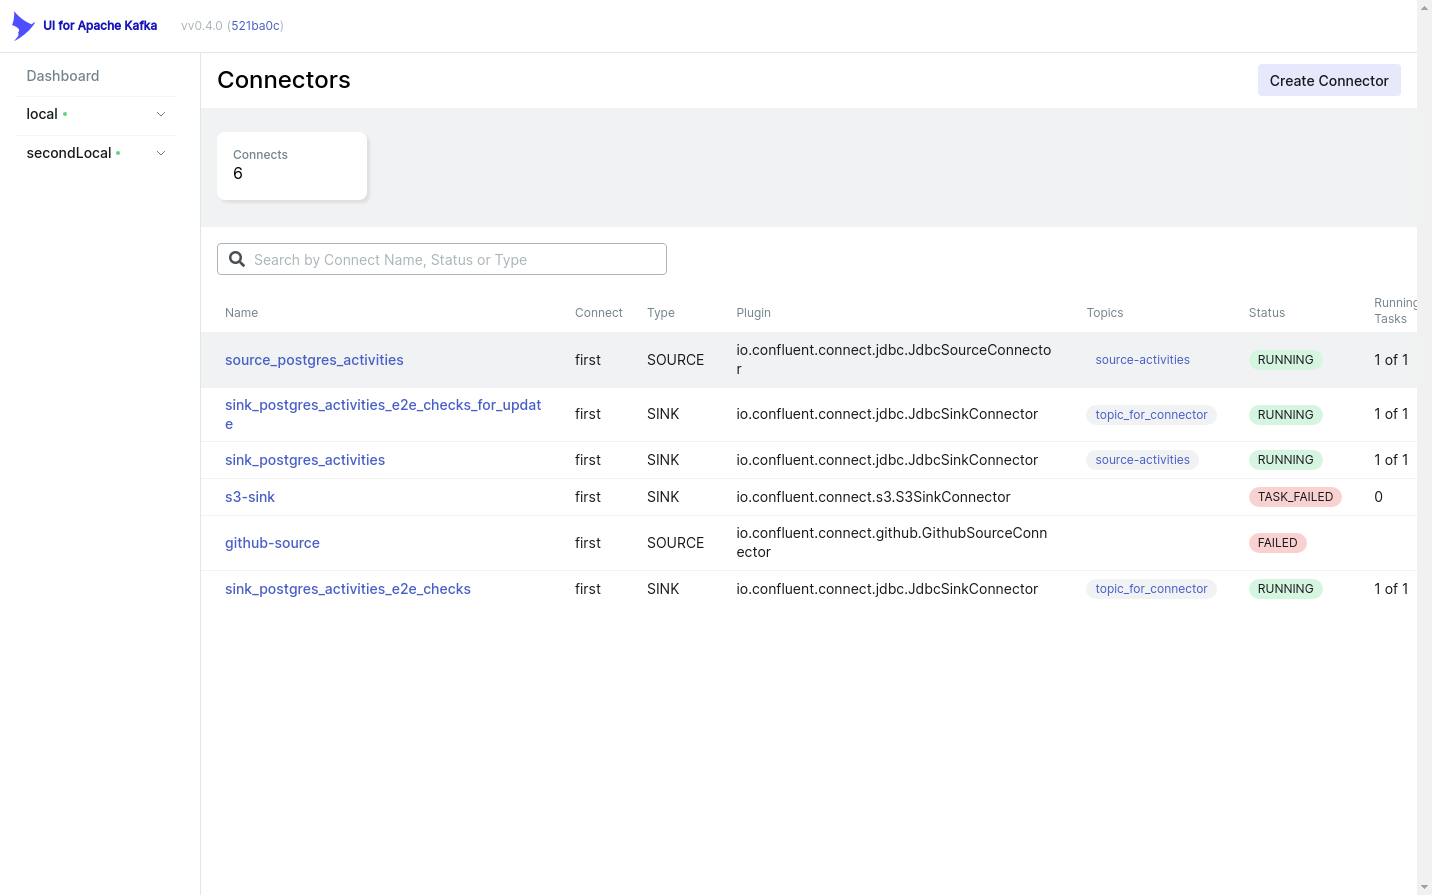 UI for Apache Kafka vv0.4.0 (521ba0c)
Dashboard
local
secondLocal
Connectors
Create Connector
Connects
6
Search by Connect Name, Status or Type
Name Connect Type Plugin Topics Status Running
Tasks
source_postgres_activities first SOURCE io.confluent.connect.jdbc.JdbcSourceConnecto
r source-activities RUNNING 1 of 1
sink_postgres_activities_e2e_checks_for_updat
e first SINK io.confluent.connect.jdbc.JdbcSinkConnector topic_for_connector RUNNING 1 of 1
sink_postgres_activities first SINK io.confluent.connect.jdbc.JdbcSinkConnector source-activities RUNNING 1 of 1
s3-sink first SINK io.confluent.connect.s3.S3SinkConnector TASK_FAILED 0
github-source first SOURCE io.confluent.connect.github.GithubSourceConn
ector FAILED
sink_postgres_activities_e2e_checks first SINK io.confluent.connect.jdbc.JdbcSinkConnector topic_for_connector RUNNING 1 of 1